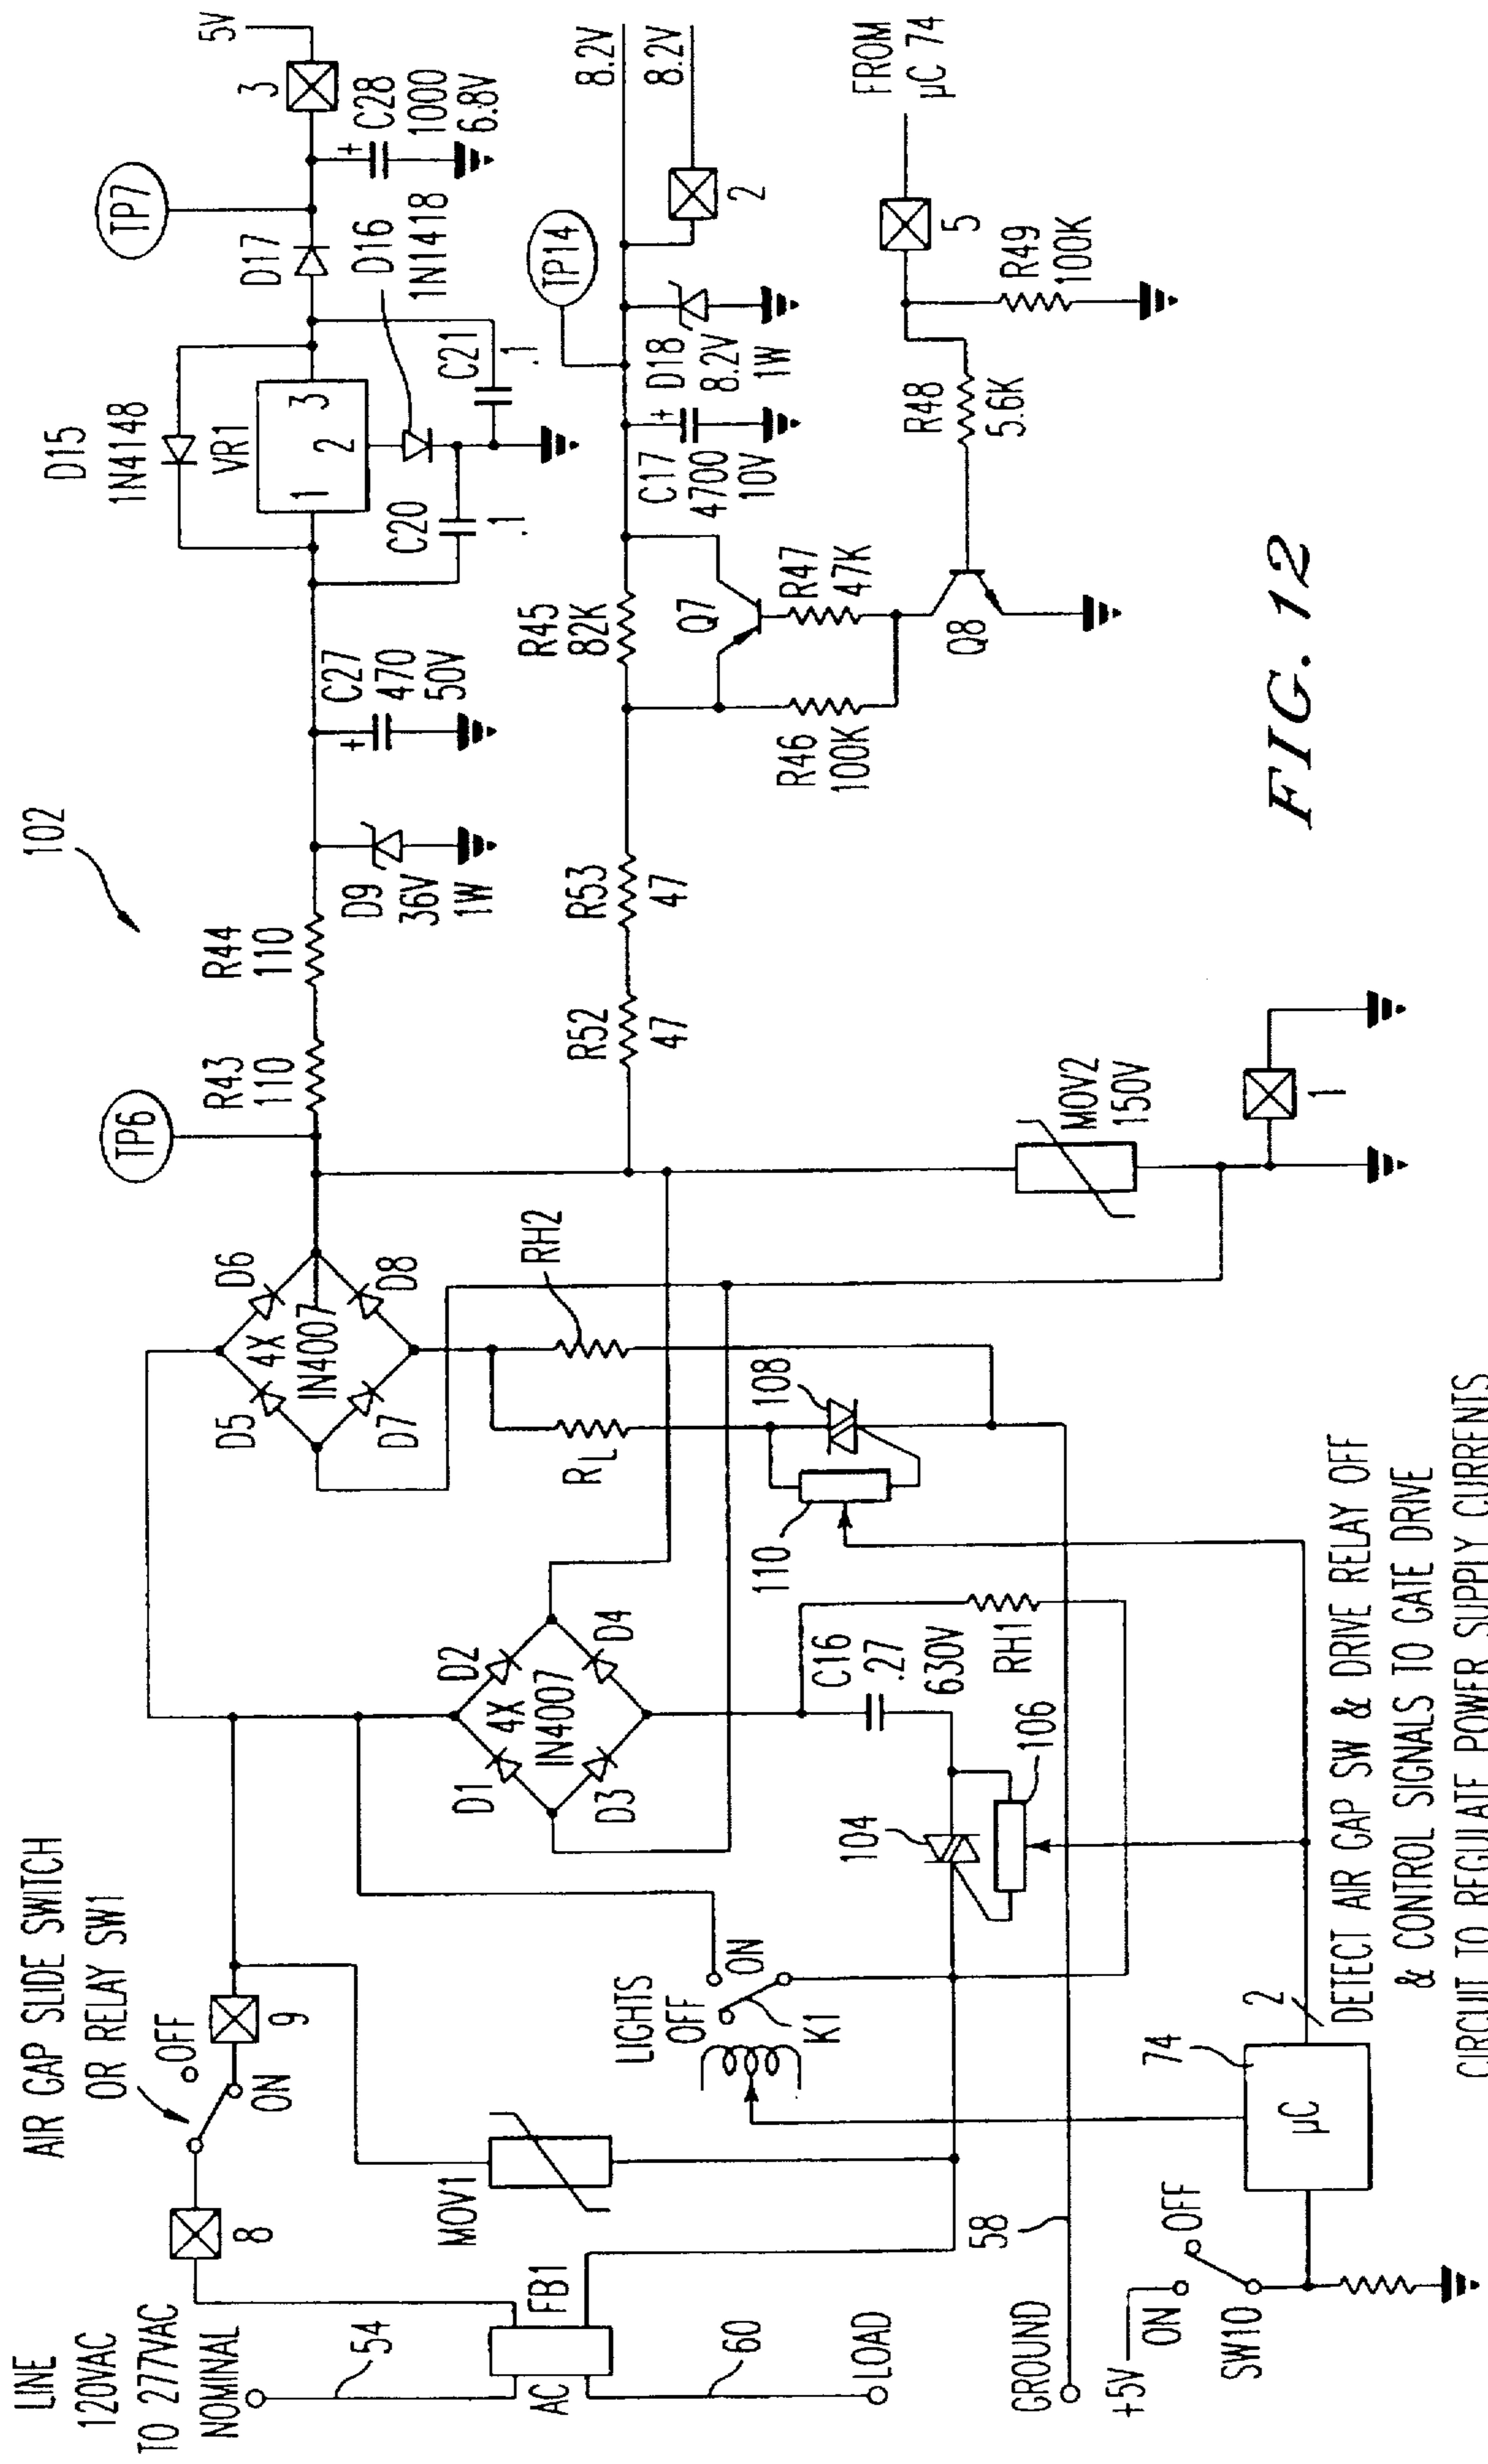 LINE
120VAC
TO 277VAC
NOMINAL
54
AC
FB1
60
LOAD
GROUND
58
8
AIR GAP SLIDE SWITCH
OR RELAY SW1
OFF
ON
9
MOV1
LIGHTS
OFF
ON
K1
+5V
ON
OFF
SW10
µC
74
2
DETECT AIR GAP SW & DRIVE RELAY OFF
& CONTROL SIGNALS TO GATE DRIVE
CIRCUIT TO REGULATE POWER SUPPLY CURRENTS
D1
D2
4X
IN4007
D3
D4
104
106
C16
.27
630V
RH1
D5
D6
4X
IN4007
D7
D8
RL
RH2
110
108
MOV2
150V
1
TP6
R43
110
R44
110
102
D9
36V
1W
C27
470
50V
D15
1N4148
VR1
1
2
3
C20
.1
C21
.1
D16
1N1418
D17
TP7
C28
1000
6.8V
3
5V
R52
47
R53
47
R45
82K
Q7
R46
100K
R47
47K
Q8
C17
4700
10V
D18
8.2V
1W
TP14
2
8.2V
8.2V
R48
5.6K
R49
100K
5
FROM
µC 74
FIG. 12